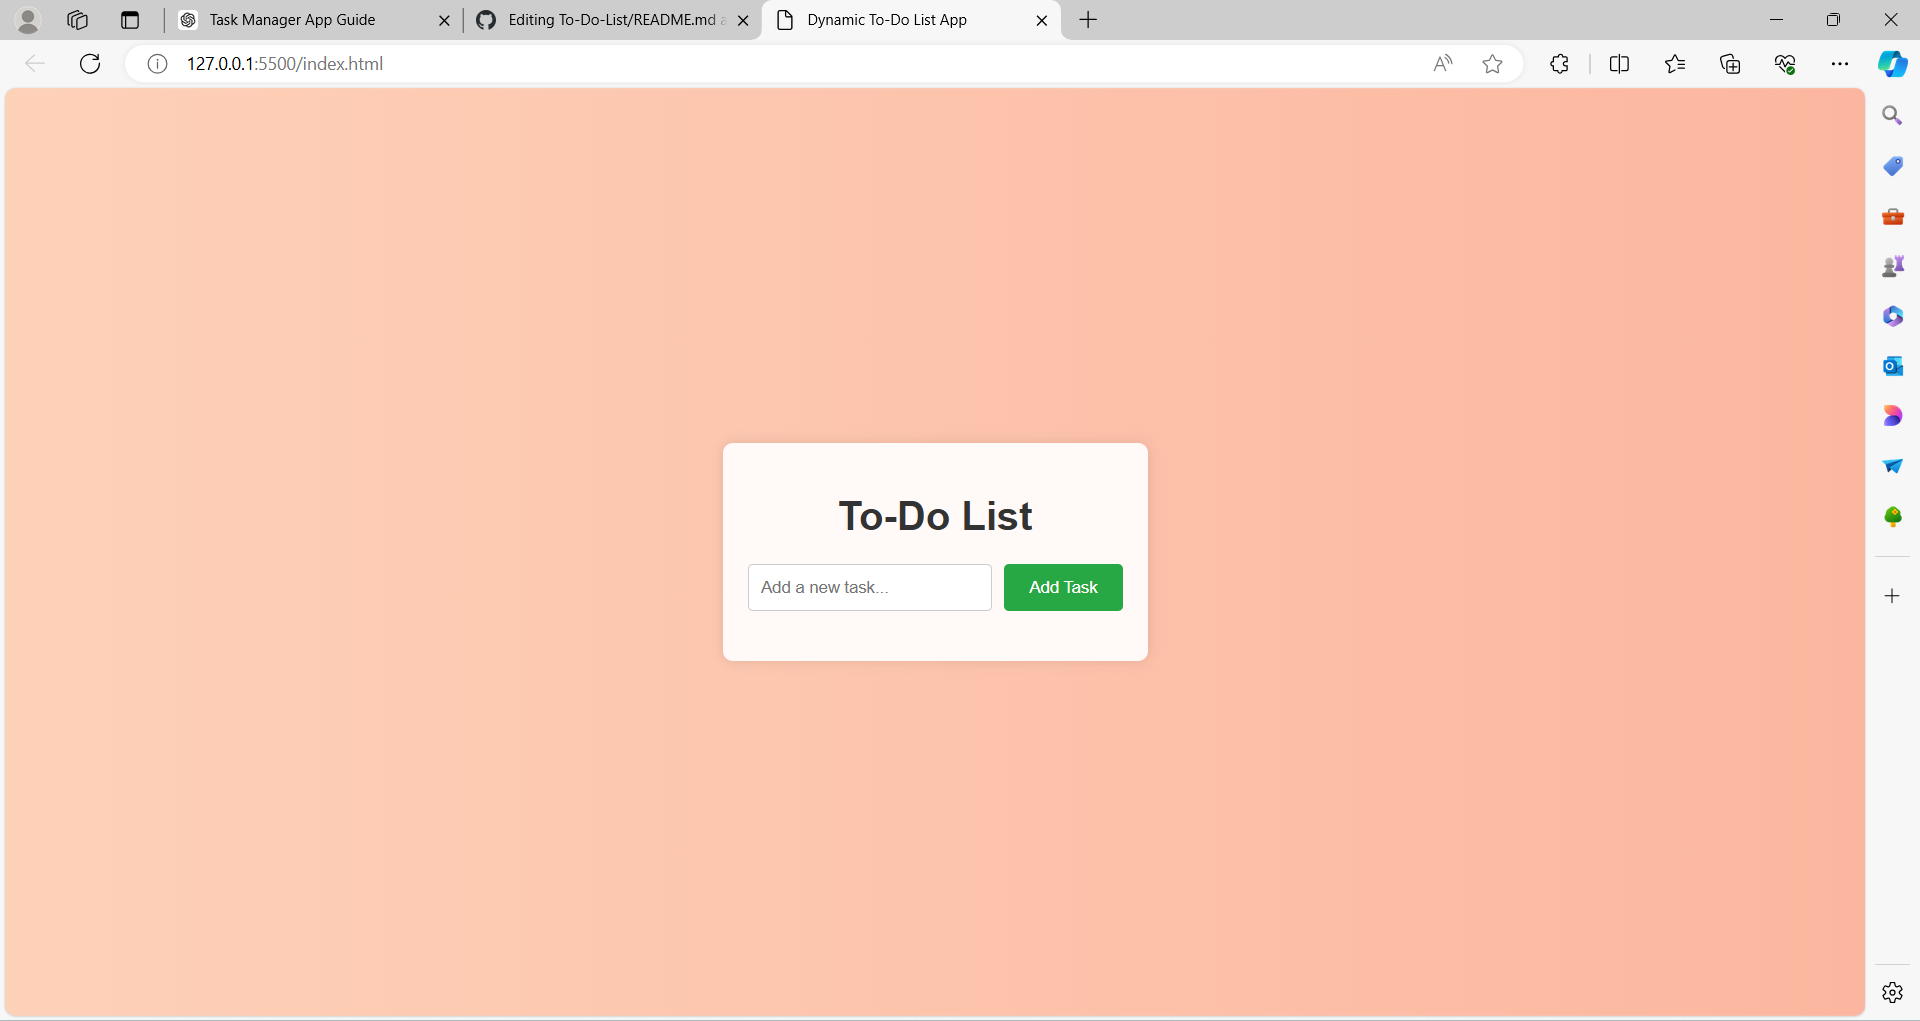 Task Manager App Guide
Editing To-Do-List/README.md a
Dynamic To-Do List App
127.0.0.1:5500/index.html
To-Do List
Add a new task...
Add Task